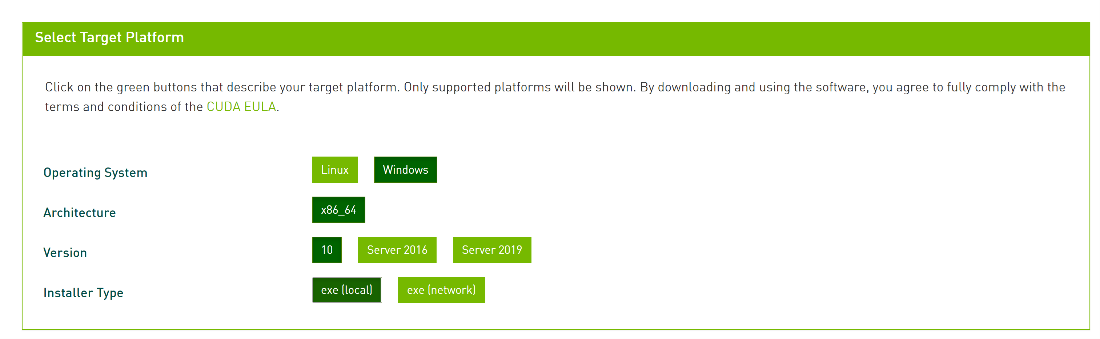 Select Target Platform
Click on the green buttons that describe your target platform. Only supported platforms will be shown. By downloading and using the software, you agree to fully comply with the
terms and conditions of the CUDA EULA.
Operating System Linux Windows
Architecture x86_64
Version 10 Server 2016 Server 2019
Installer Type exe (local) exe (network)